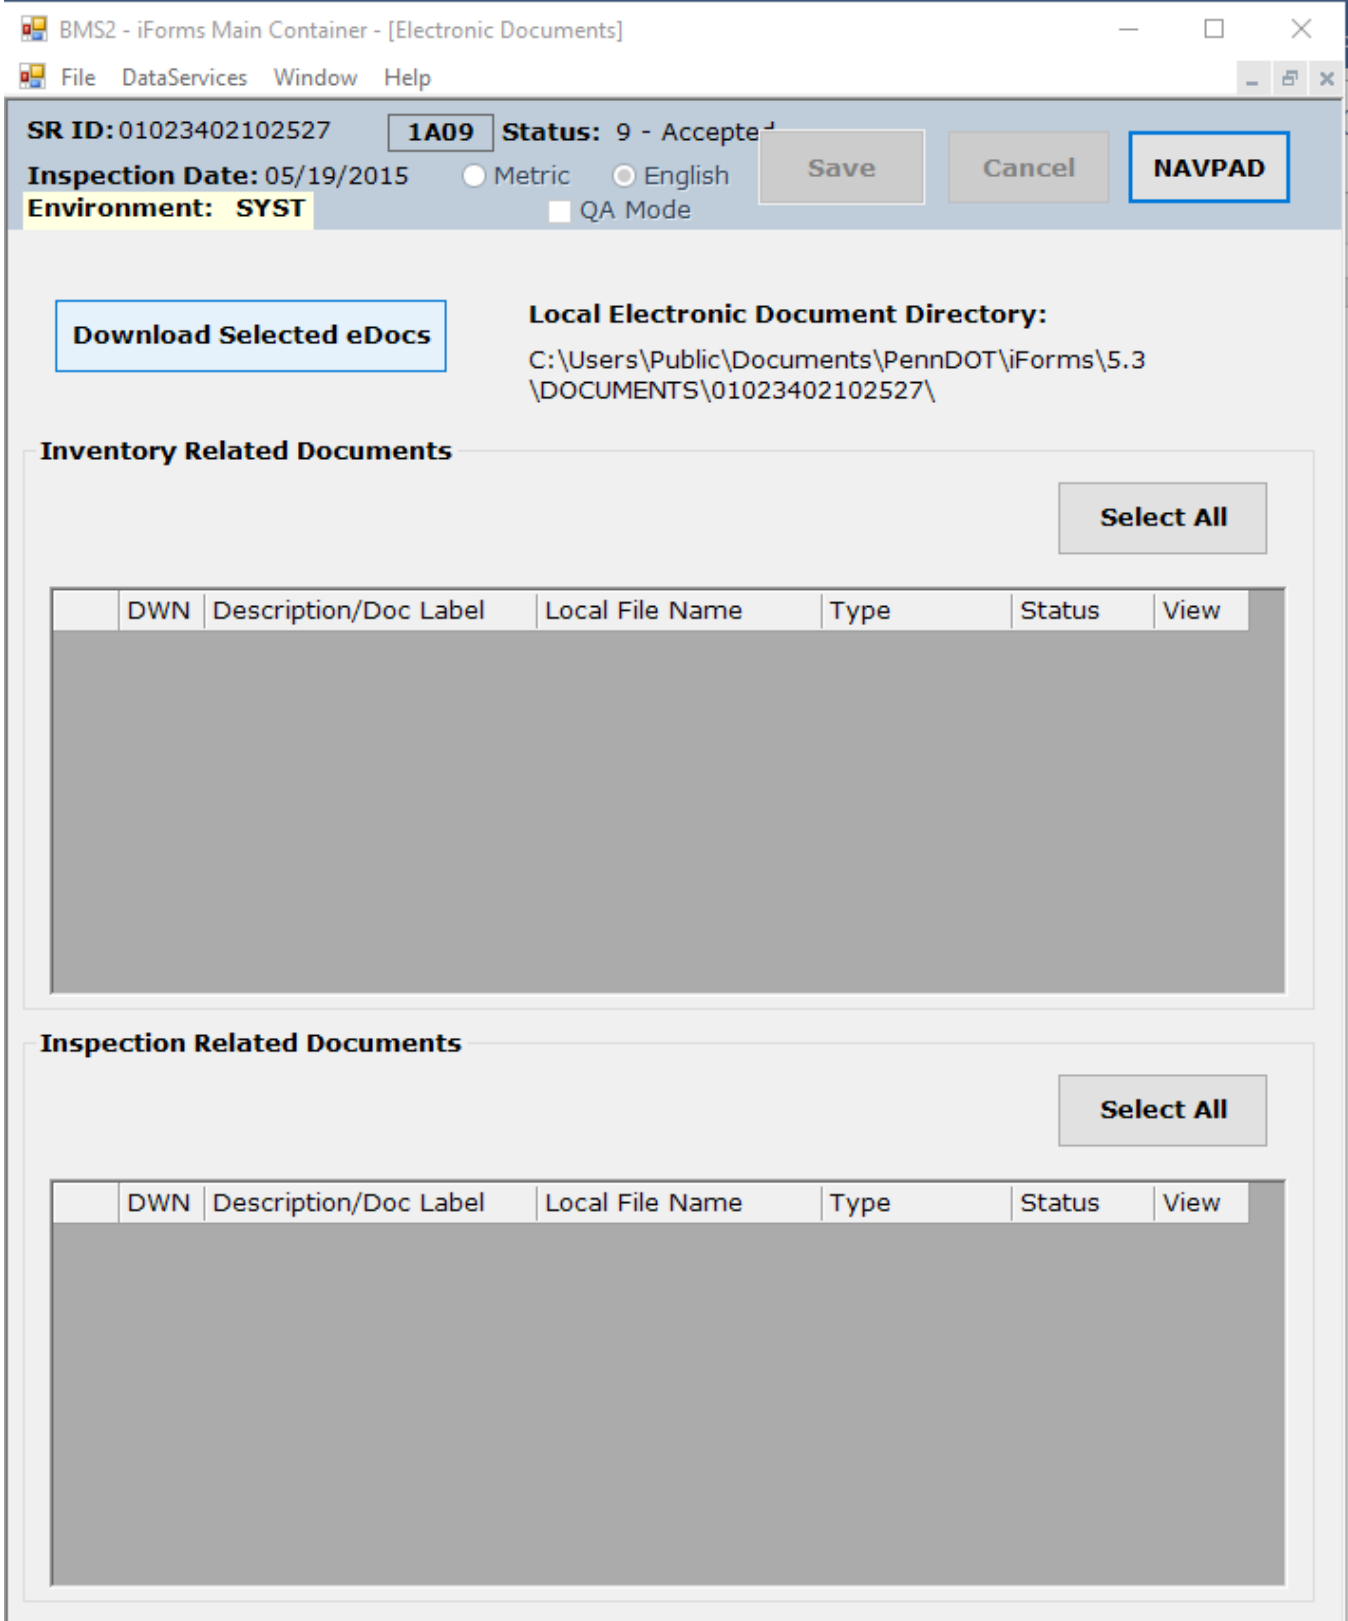 BMS2 - iForms Main Container - [Electronic Documents]
File DataServices Window Help
SR ID: 01023402102527 1A09 Status: 9 - Accepted
Save Cancel NAVPAD
Inspection Date: 05/19/2015 Metric English
Environment: SYST QA Mode
Download Selected eDocs
Local Electronic Document Directory:
C:\Users\Public\Documents\PennDOT\iForms\5.3
\DOCUMENTS\01023402102527\
Inventory Related Documents
Select All
DWN Description/Doc Label Local File Name Type Status View
Inspection Related Documents
Select All
DWN Description/Doc Label Local File Name Type Status View